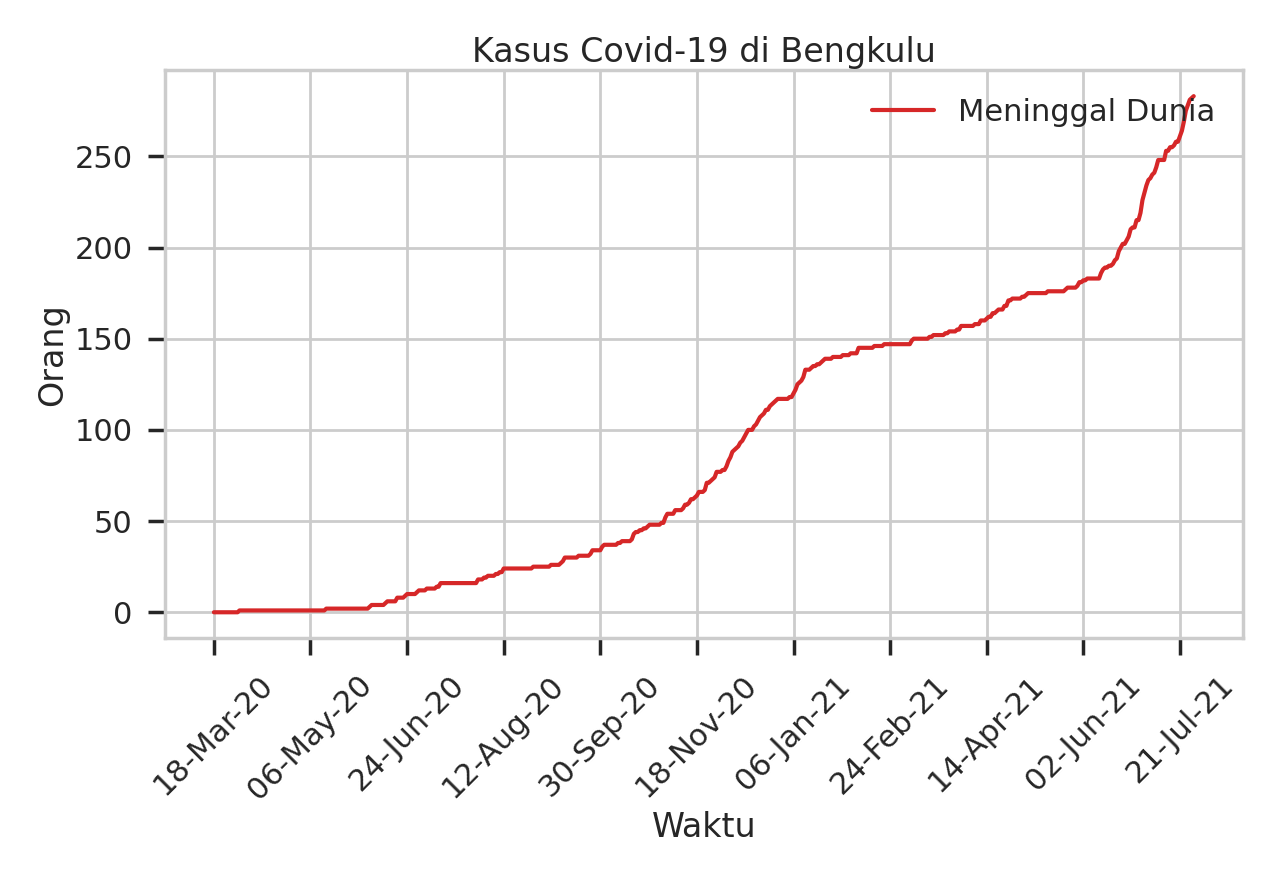 Kasus Covid-19 di Bengkulu
Meninggal Dunia
Orang
250
200
150
100
50
0
18-Mar-20
06-May-20
24-Jun-20
12-Aug-20
30-Sep-20
18-Nov-20
06-Jan-21
24-Feb-21
14-Apr-21
02-Jun-21
21-Jul-21
Waktu